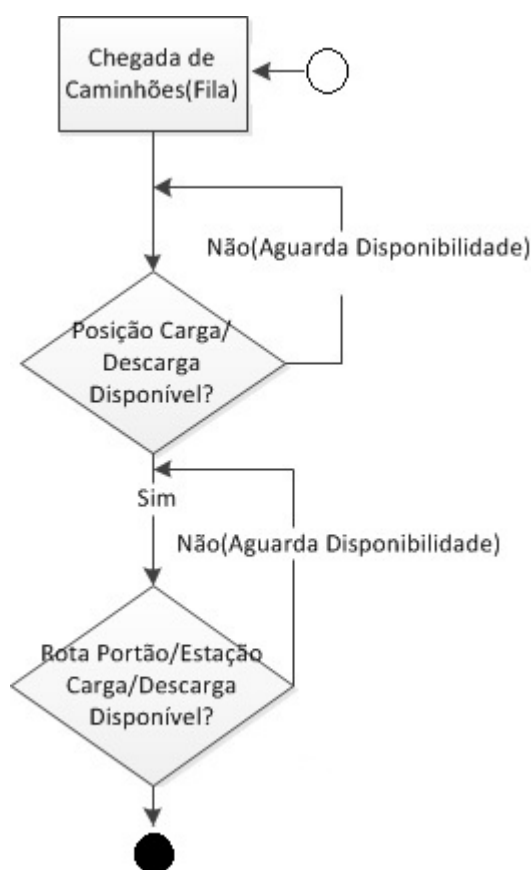 Chegada de
Caminhões(Fila)
Não(Aguarda Disponibilidade)
Posição Carga/
Descarga
Disponível?
Sim
Não(Aguarda Disponibilidade)
Rota Portão/Estação
Carga/Descarga
Disponível?